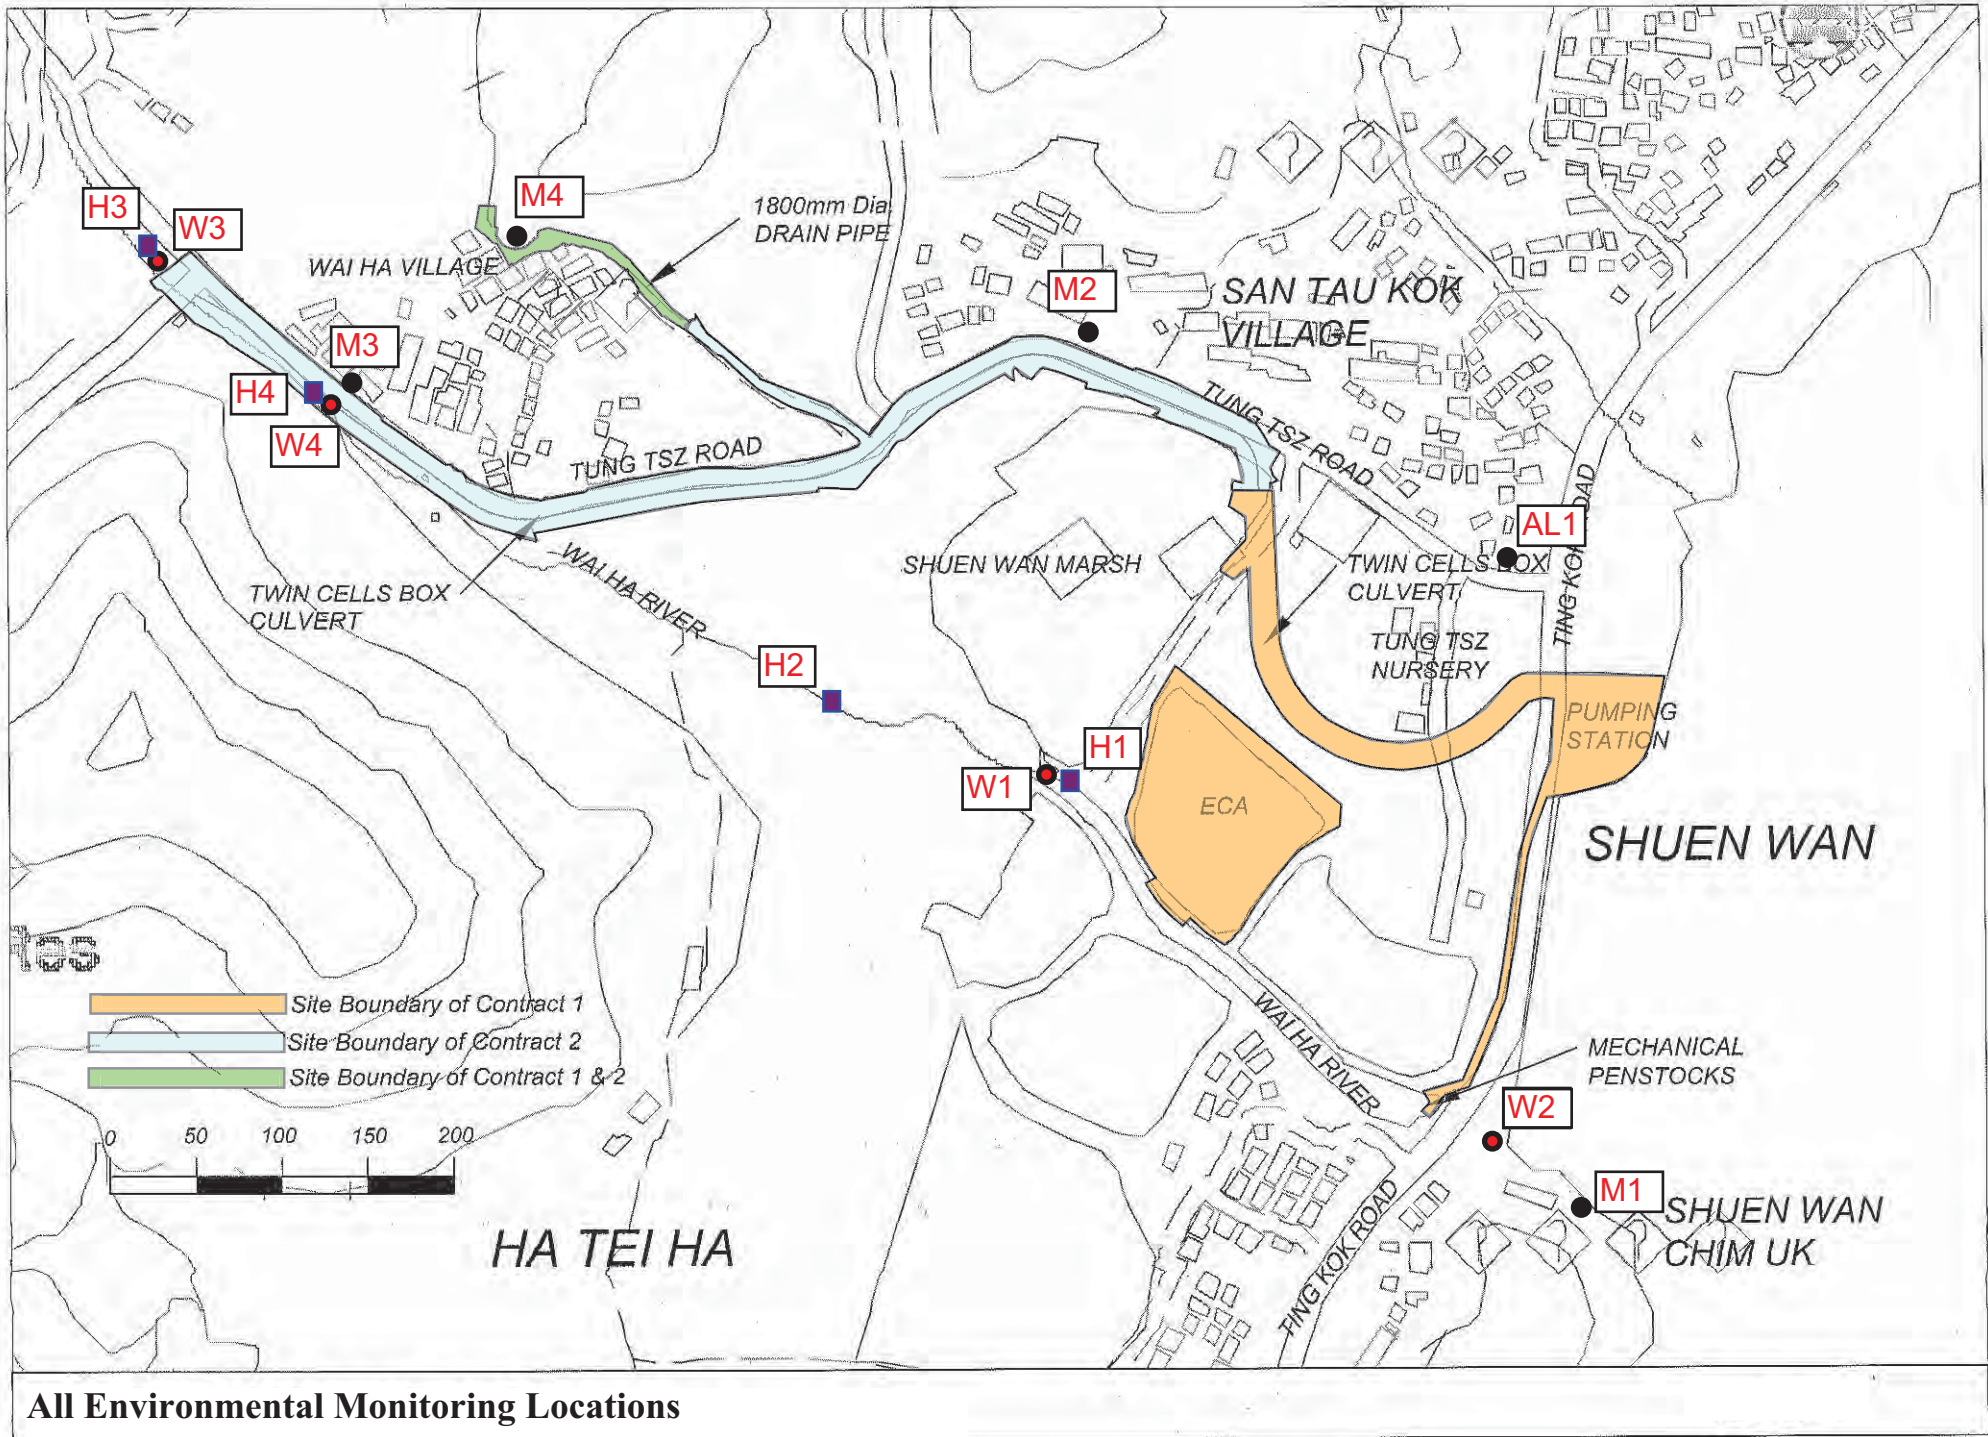 M4
1800mm Dia.
DRAIN PIPE
H3
W3
WAI HA VILLAGE
M2
SAN TAU KOK
VILLAGE
M3
H4
W4
TUNG TSZ ROAD
TUNG TSZ ROAD
AL1
TING KOK ROAD
SHUEN WAN MARSH
TWIN CELLS BOX
CULVERT
TWIN CELLS BOX
CULVERT
WAI HA RIVER
TUNG TSZ
NURSERY
H2
PUMPING
STATION
H1
W1
ECA
SHUEN WAN
Site Boundary of Contract 1
Site Boundary of Contract 2
Site Boundary of Contract 1 & 2
WAI HA RIVER
MECHANICAL
PENSTOCKS
W2
0 50 100 150 200
M1
SHUEN WAN
CHIM UK
HA TEI HA
TING KOK ROAD
All Environmental Monitoring Locations